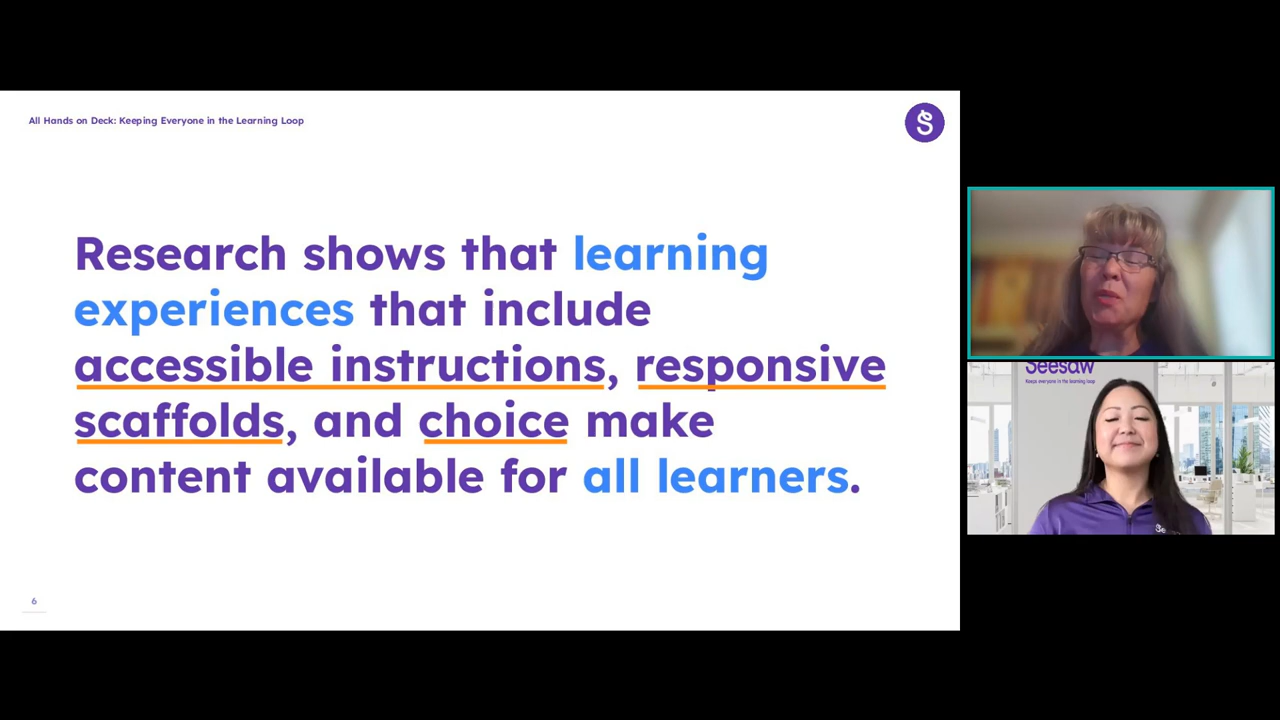 All Hands on Deck: Keeping Everyone in the Learning Loop
Research shows that learning
experiences that include
accessible instructions, responsive
scaffolds, and choice make
content available for all learners.
6
Seesaw
Keeps everyone in the learning loop
See